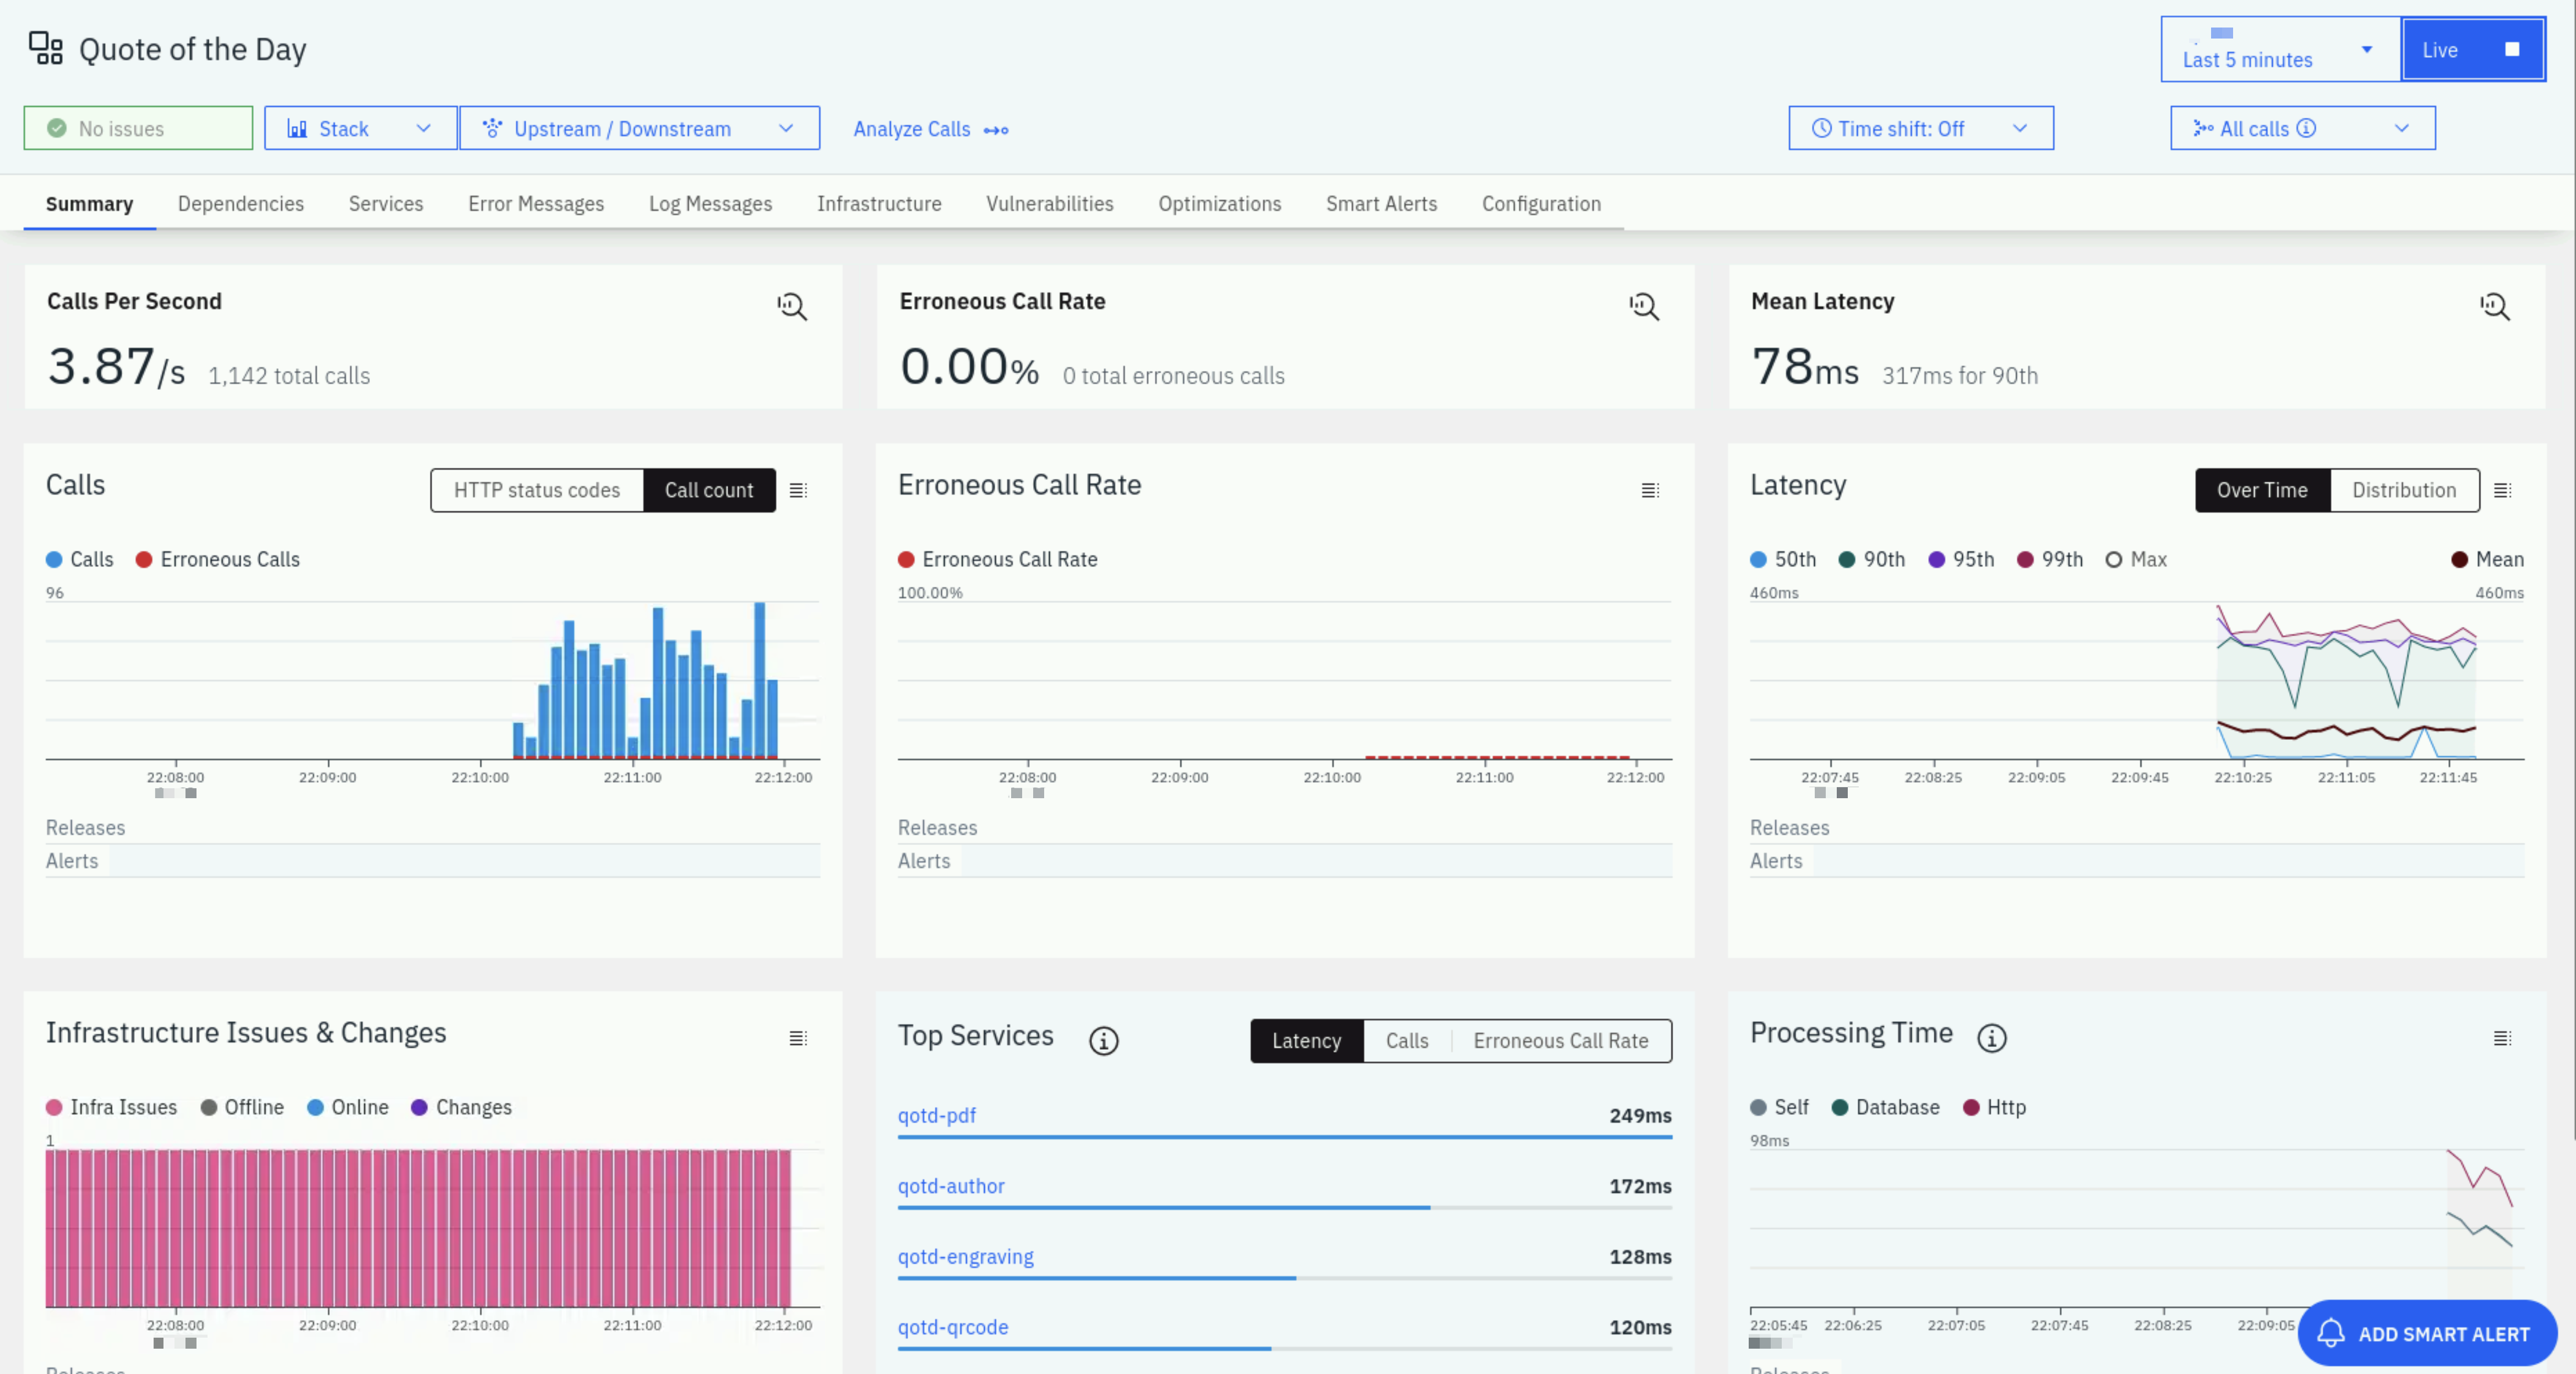 Quote of the Day
Last 5 minutes
Live
No issues
Stack
Upstream / Downstream
Analyze Calls
Time shift: Off
All calls
Summary
Dependencies
Services
Error Messages
Log Messages
Infrastructure
Vulnerabilities
Optimizations
Smart Alerts
Configuration
Calls Per Second
3.87/s 1,142 total calls
Erroneous Call Rate
0.00% 0 total erroneous calls
Mean Latency
78ms 317ms for 90th
Calls
HTTP status codes
Call count
Calls
Erroneous Calls
96
22:08:00 22:09:00 22:10:00 22:11:00 22:12:00
Releases
Alerts
Erroneous Call Rate
Erroneous Call Rate
100.00%
22:08:00 22:09:00 22:10:00 22:11:00 22:12:00
Releases
Alerts
Latency
Over Time
Distribution
50th 90th 95th 99th Max Mean
460ms 460ms
22:07:45 22:08:25 22:09:05 22:09:45 22:10:25 22:11:05 22:11:45
Releases
Alerts
Infrastructure Issues & Changes
Infra Issues Offline Online Changes
1
22:08:00 22:09:00 22:10:00 22:11:00 22:12:00
Releases
Top Services
Latency
Calls
Erroneous Call Rate
qotd-pdf 249ms
qotd-author 172ms
qotd-engraving 128ms
qotd-qrcode 120ms
Processing Time
Self Database Http
98ms
22:05:45 22:06:25 22:07:05 22:07:45 22:08:25 22:09:05
Releases
ADD SMART ALERT